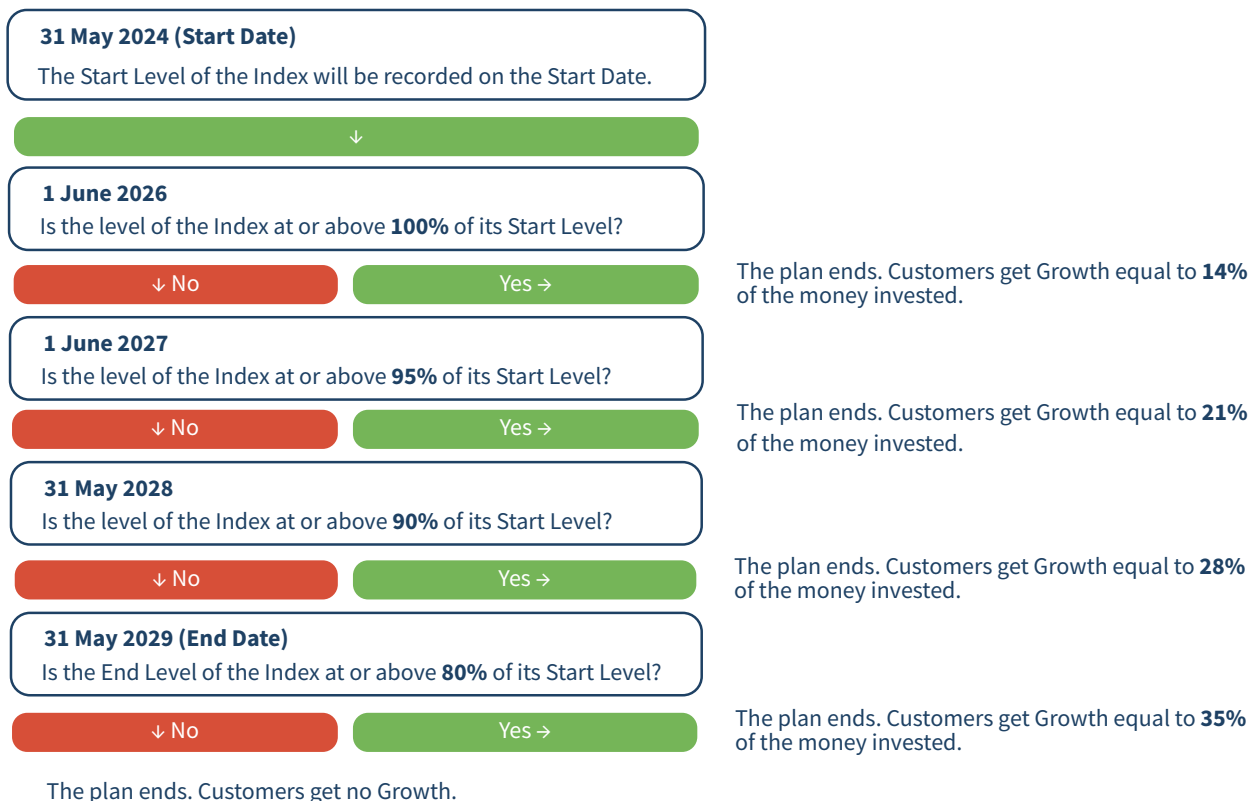 31 May 2024 (Start Date)
The Start Level of the Index will be recorded on the Start Date.
↓
1 June 2026
Is the level of the Index at or above 100% of its Start Level?
↓ No
Yes →
The plan ends. Customers get Growth equal to 14%
of the money invested.
1 June 2027
Is the level of the Index at or above 95% of its Start Level?
↓ No
Yes →
The plan ends. Customers get Growth equal to 21%
of the money invested.
31 May 2028
Is the level of the Index at or above 90% of its Start Level?
↓ No
Yes →
The plan ends. Customers get Growth equal to 28%
of the money invested.
31 May 2029 (End Date)
Is the End Level of the Index at or above 80% of its Start Level?
↓ No
Yes →
The plan ends. Customers get Growth equal to 35%
of the money invested.
The plan ends. Customers get no Growth.